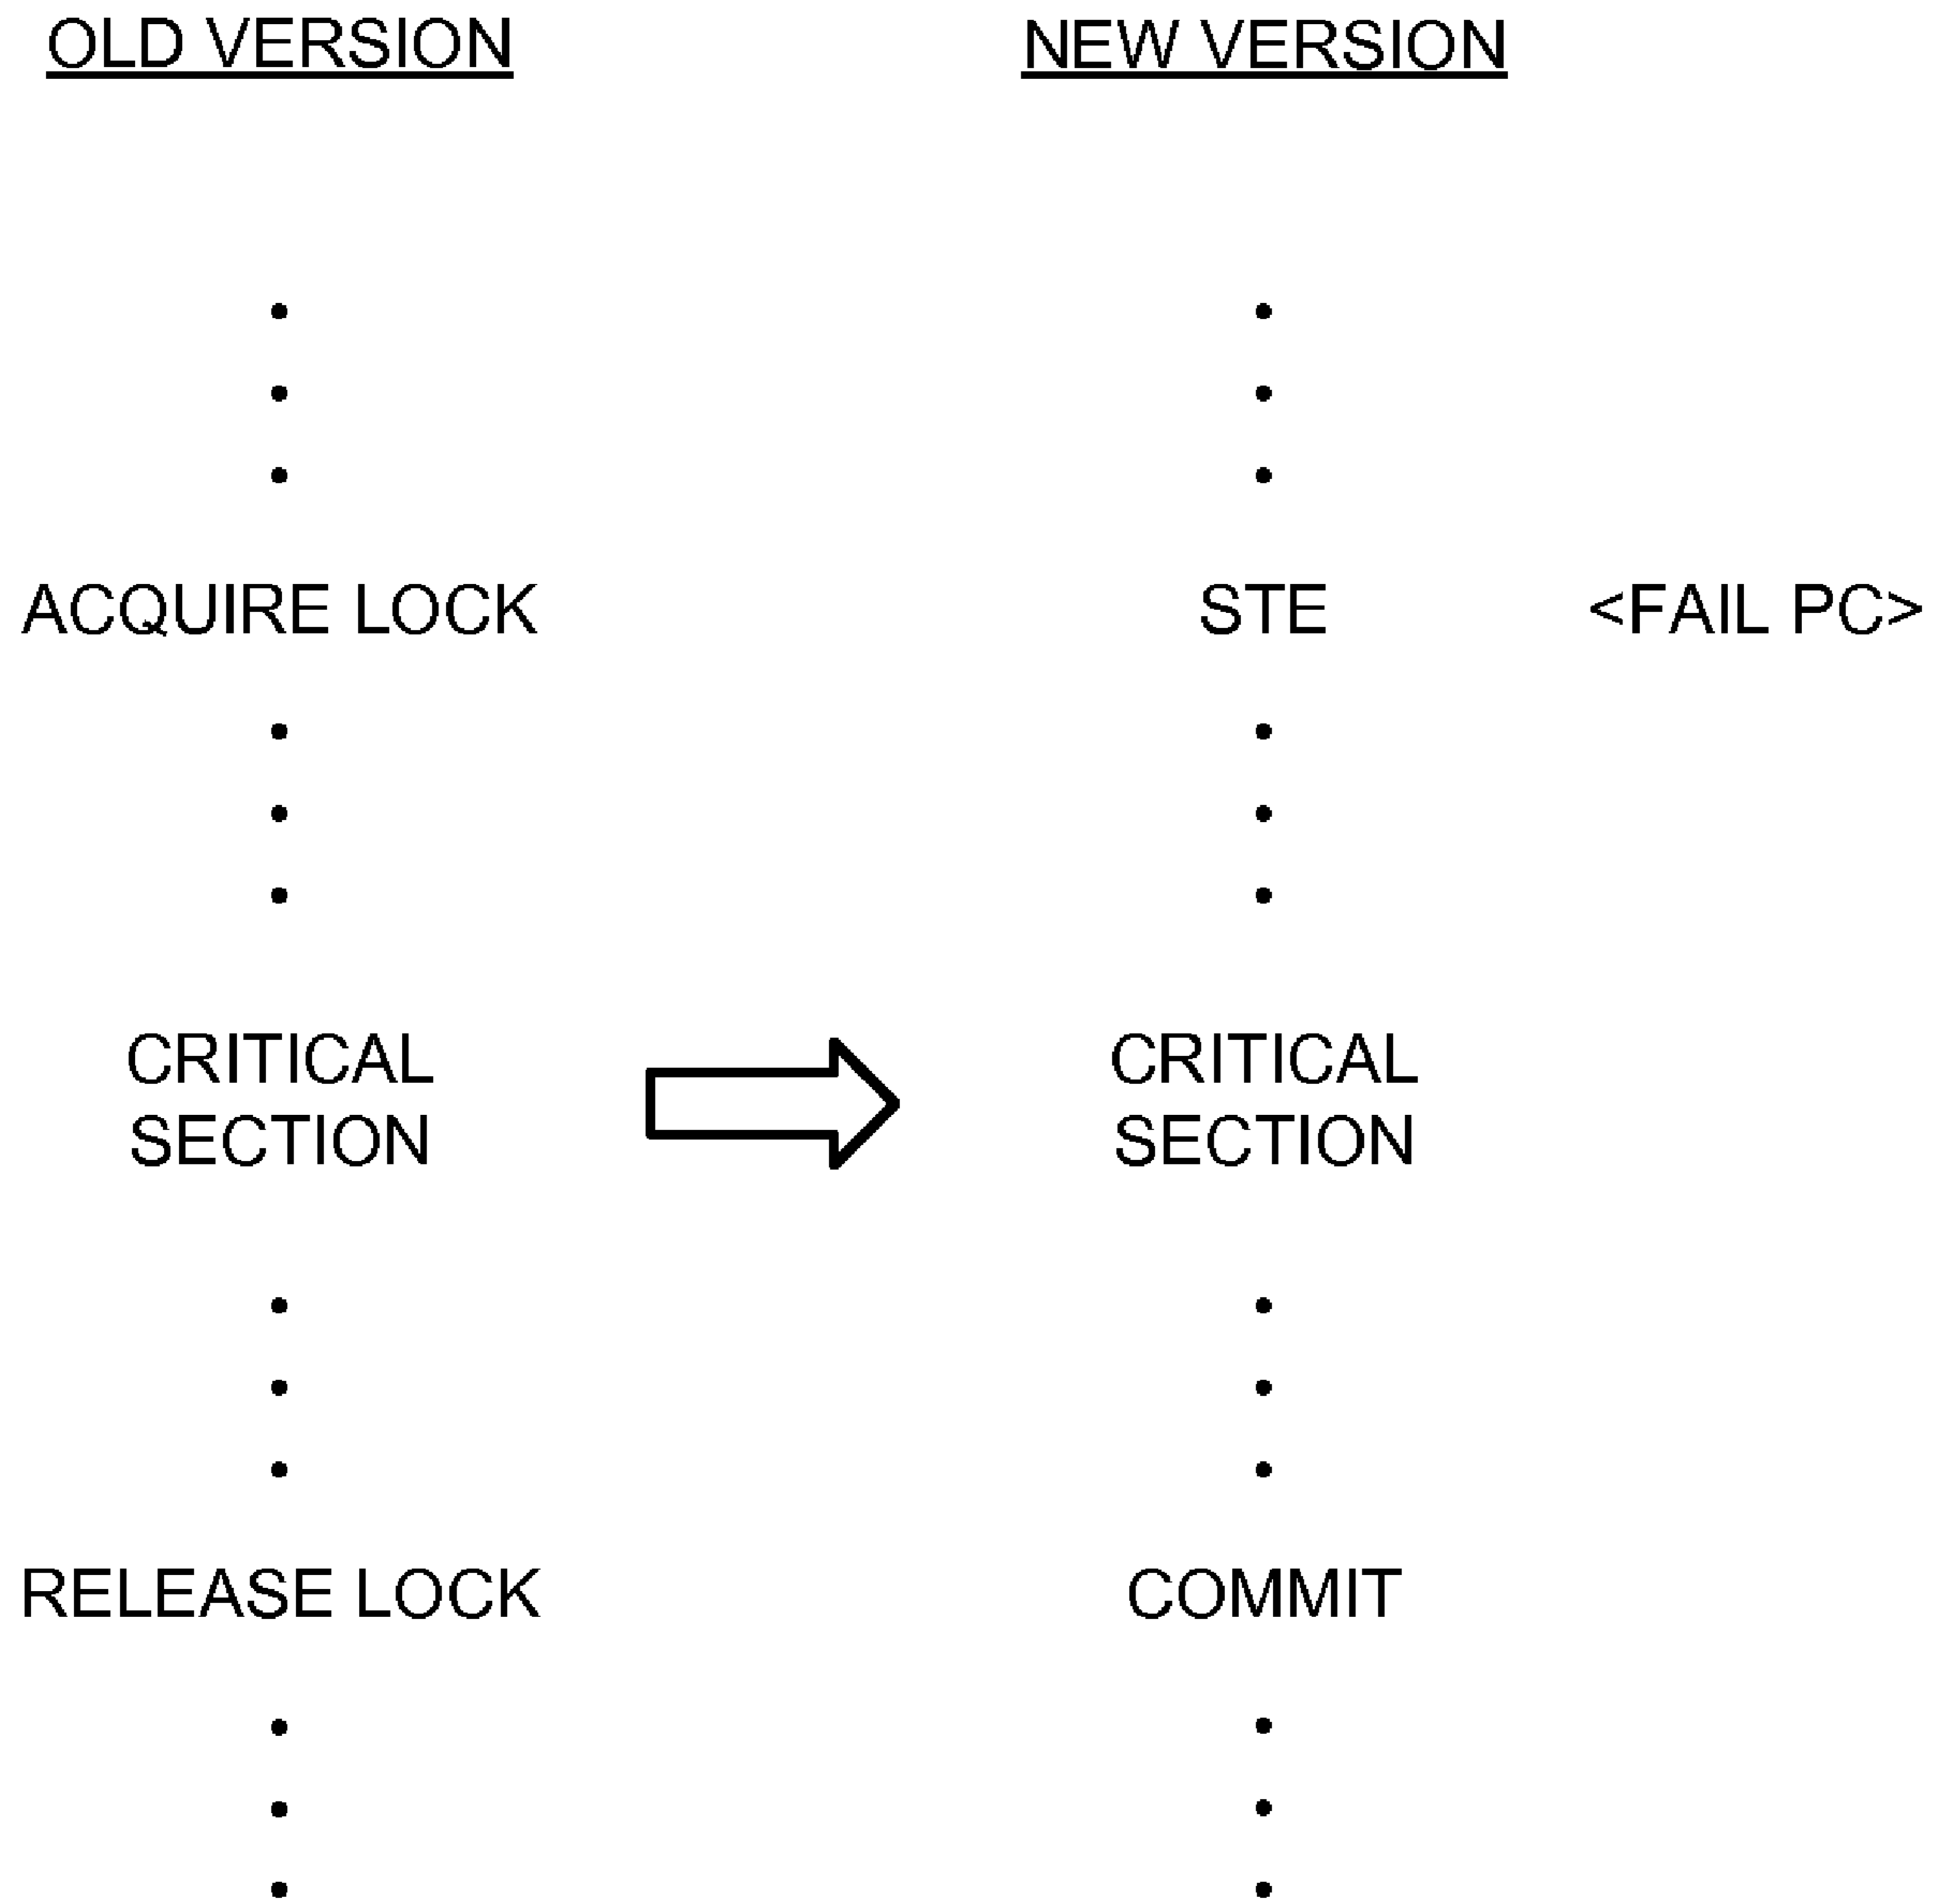 OLD VERSION
NEW VERSION
ACQUIRE LOCK
STE <FAIL PC>
CRITICAL
SECTION
CRITICAL
SECTION
RELEASE LOCK
COMMIT